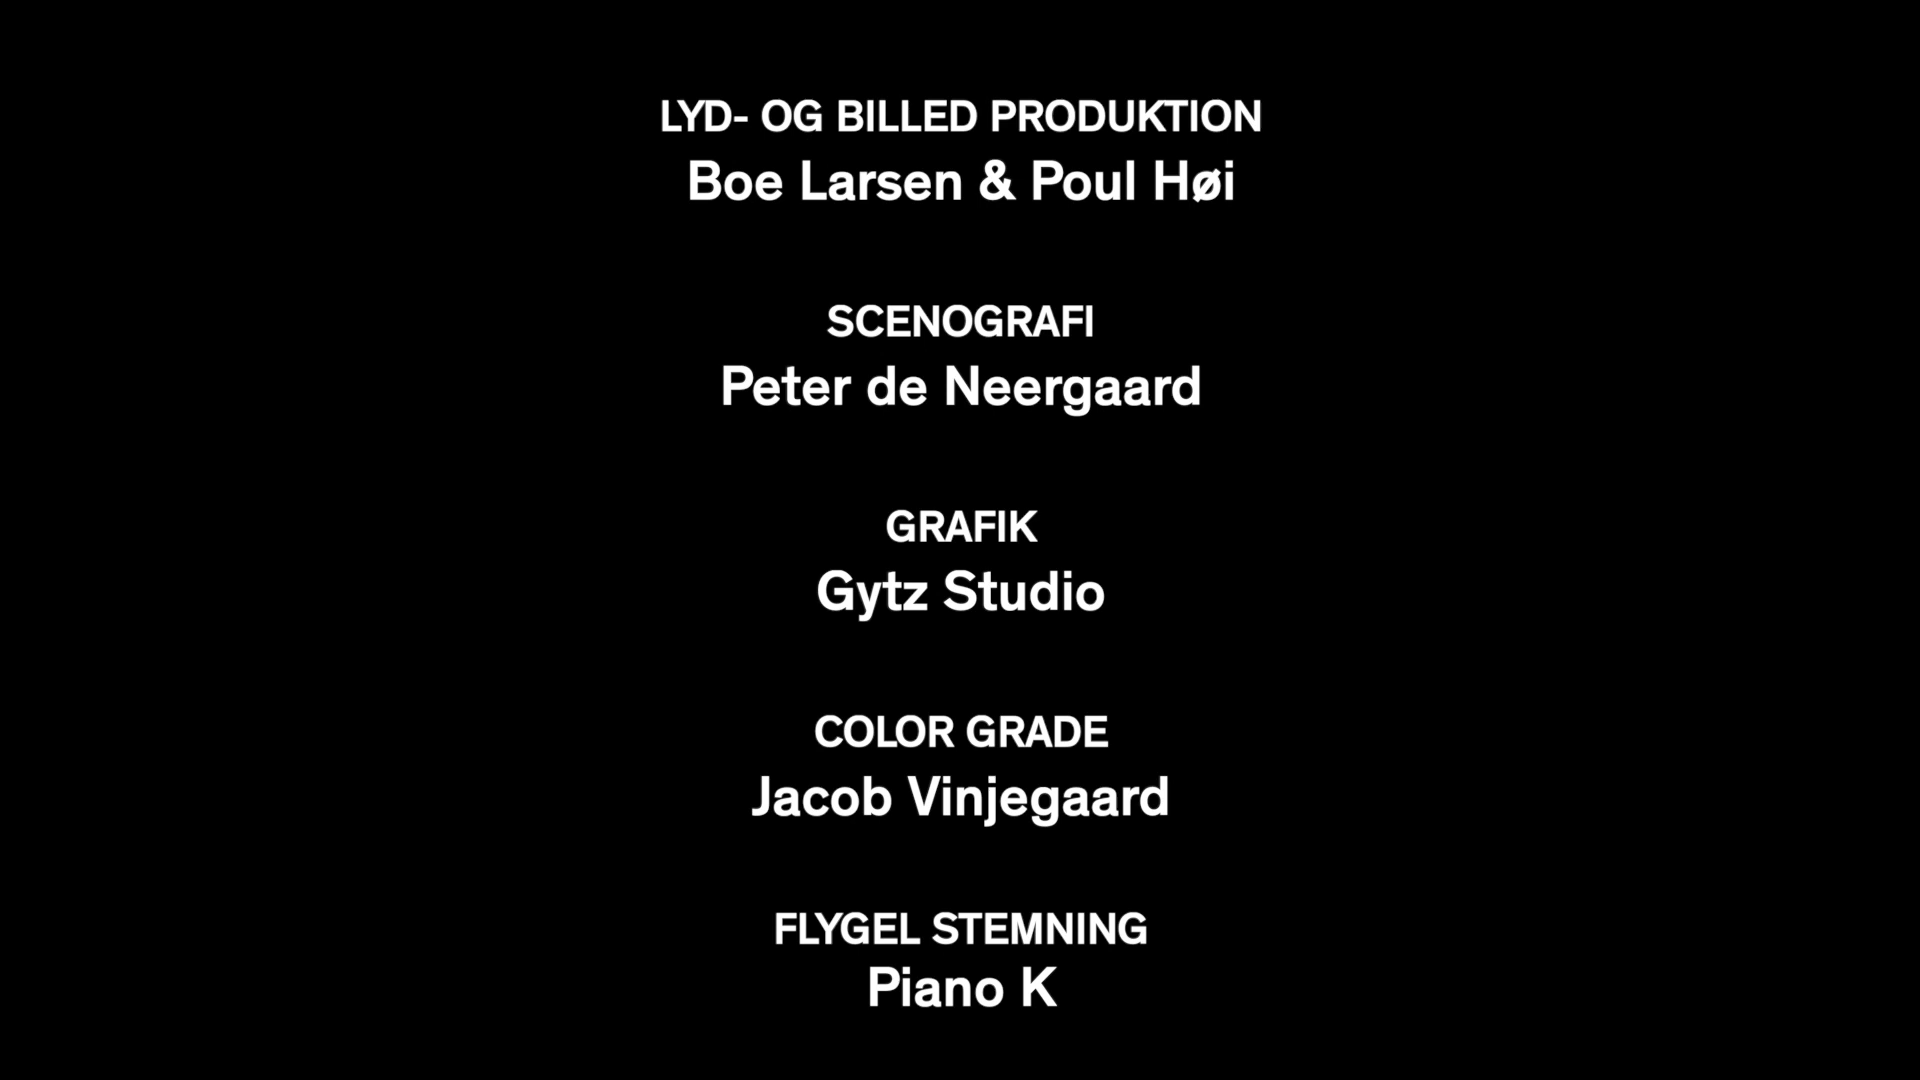 LYD- OG BILLED PRODUKTION
Boe Larsen & Poul Høi
SCENOGRAFI
Peter de Neergaard
GRAFIK
Gytz Studio
COLOR GRADE
Jacob Vinjegaard
FLYGEL STEMNING
Piano K